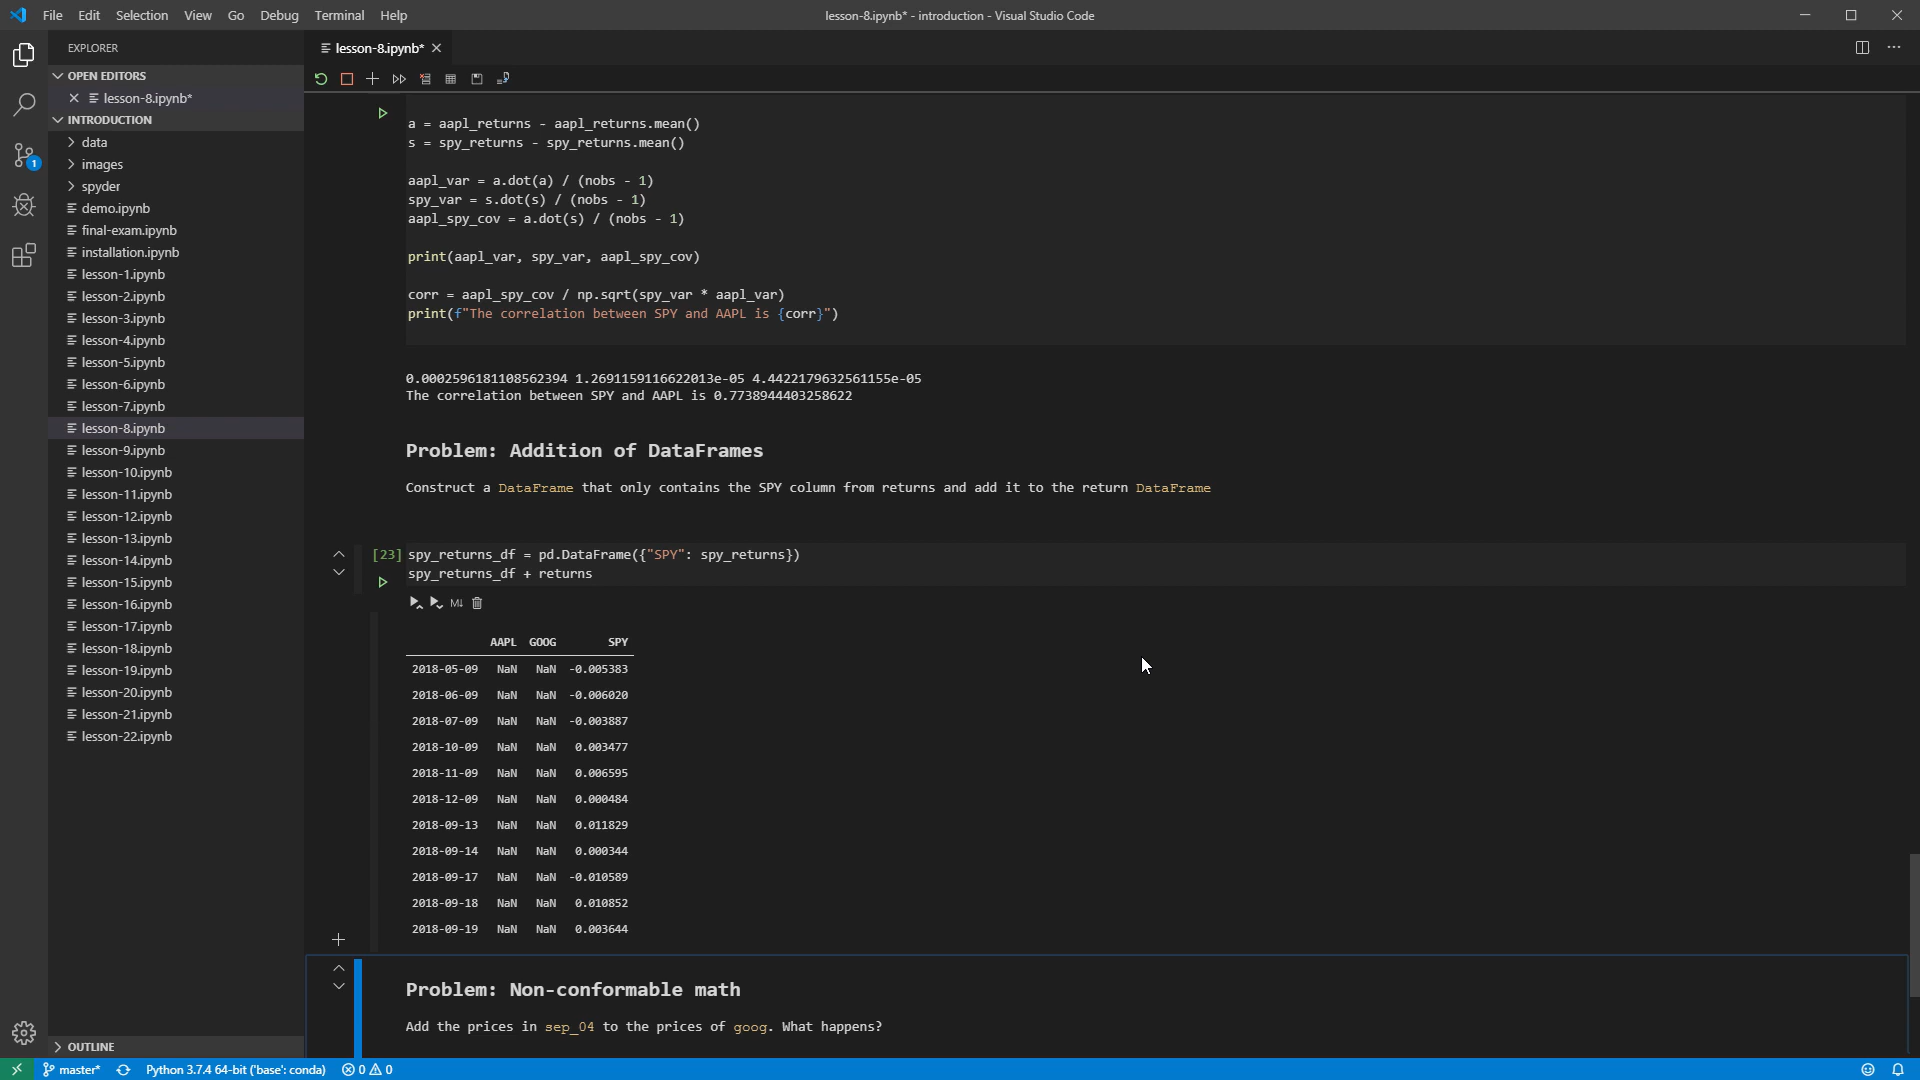 File Edit Selection View Go Debug Terminal Help
lesson-8.ipynb* - introduction - Visual Studio Code
EXPLORER
OPEN EDITORS
lesson-8.ipynb*
INTRODUCTION
data
images
spyder
demo.ipynb
final-exam.ipynb
installation.ipynb
lesson-1.ipynb
lesson-2.ipynb
lesson-3.ipynb
lesson-4.ipynb
lesson-5.ipynb
lesson-6.ipynb
lesson-7.ipynb
lesson-8.ipynb
lesson-9.ipynb
lesson-10.ipynb
lesson-11.ipynb
lesson-12.ipynb
lesson-13.ipynb
lesson-14.ipynb
lesson-15.ipynb
lesson-16.ipynb
lesson-17.ipynb
lesson-18.ipynb
lesson-19.ipynb
lesson-20.ipynb
lesson-21.ipynb
lesson-22.ipynb
OUTLINE
1
lesson-8.ipynb*
a = aapl_returns - aapl_returns.mean()
s = spy_returns - spy_returns.mean()
aapl_var = a.dot(a) / (nobs - 1)
spy_var = s.dot(s) / (nobs - 1)
aapl_spy_cov = a.dot(s) / (nobs - 1)
print(aapl_var, spy_var, aapl_spy_cov)
corr = aapl_spy_cov / np.sqrt(spy_var * aapl_var)
print(f"The correlation between SPY and AAPL is {corr}")
0.0002596181108562394 1.2691159116622013e-05 4.4422179632561155e-05
The correlation between SPY and AAPL is 0.7738944403258622
Problem: Addition of DataFrames
Construct a DataFrame that only contains the SPY column from returns and add it to the return DataFrame
[23] spy_returns_df = pd.DataFrame({"SPY": spy_returns})
spy_returns_df + returns
M↓
AAPL GOOG SPY
2018-05-09 NaN NaN -0.005383
2018-06-09 NaN NaN -0.006020
2018-07-09 NaN NaN -0.003887
2018-10-09 NaN NaN 0.003477
2018-11-09 NaN NaN 0.006595
2018-12-09 NaN NaN 0.000484
2018-09-13 NaN NaN 0.011829
2018-09-14 NaN NaN 0.000344
2018-09-17 NaN NaN -0.010589
2018-09-18 NaN NaN 0.010852
2018-09-19 NaN NaN 0.003644
Problem: Non-conformable math
Add the prices in sep_04 to the prices of goog. What happens?
master* Python 3.7.4 64-bit ('base': conda) 0 0